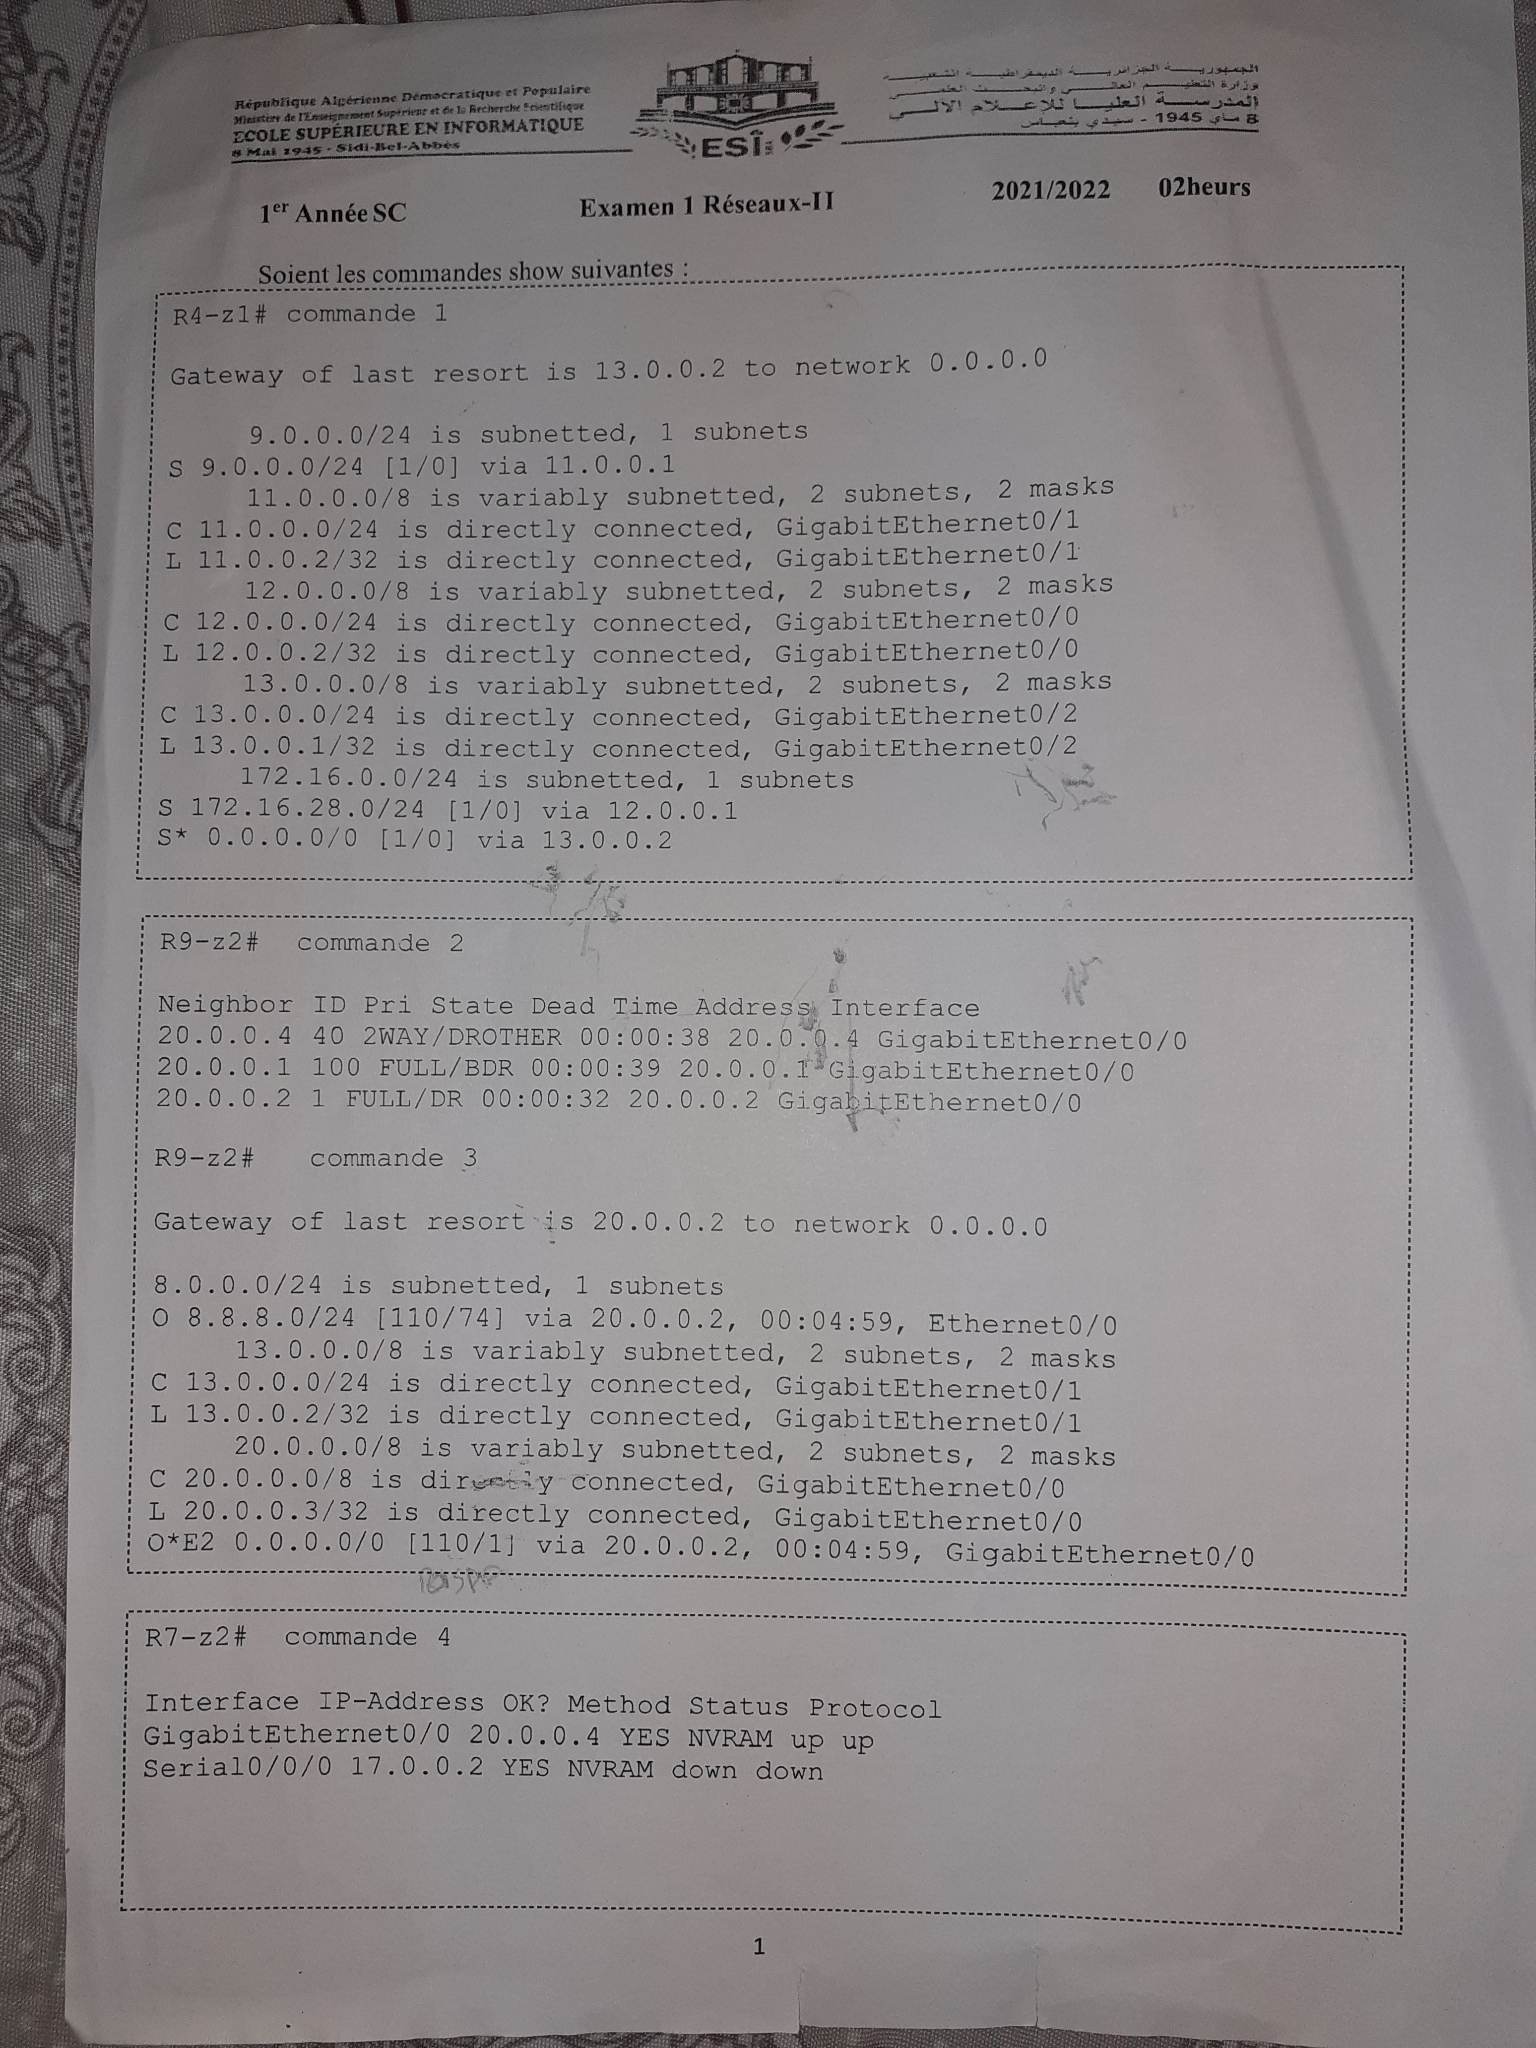 République Algérienne Démocratique et Populaire
Ministère de l'Enseignement Supérieur et de la Recherche Scientifique
ECOLE SUPÉRIEURE EN INFORMATIQUE
8 Mai 1945 - Sidi-Bel-Abbès
ESI
الجمهورية الجزائرية الديمقراطية الشعبية
وزارة التعليم العالي والبحث العلمي
المدرسة العليا للإعلام الآلي
8 ماي 1945 - سيدي بلعباس
1er Année SC Examen 1 Réseaux-II 2021/2022 02heurs
Soient les commandes show suivantes :
R4-z1# commande 1
Gateway of last resort is 13.0.0.2 to network 0.0.0.0
9.0.0.0/24 is subnetted, 1 subnets
S 9.0.0.0/24 [1/0] via 11.0.0.1
11.0.0.0/8 is variably subnetted, 2 subnets, 2 masks
C 11.0.0.0/24 is directly connected, GigabitEthernet0/1
L 11.0.0.2/32 is directly connected, GigabitEthernet0/1
12.0.0.0/8 is variably subnetted, 2 subnets, 2 masks
C 12.0.0.0/24 is directly connected, GigabitEthernet0/0
L 12.0.0.2/32 is directly connected, GigabitEthernet0/0
13.0.0.0/8 is variably subnetted, 2 subnets, 2 masks
C 13.0.0.0/24 is directly connected, GigabitEthernet0/2
L 13.0.0.1/32 is directly connected, GigabitEthernet0/2
172.16.0.0/24 is subnetted, 1 subnets
S 172.16.28.0/24 [1/0] via 12.0.0.1
S* 0.0.0.0/0 [1/0] via 13.0.0.2
R9-z2# commande 2
Neighbor ID Pri State Dead Time Address Interface
20.0.0.4 40 2WAY/DROTHER 00:00:38 20.0.0.4 GigabitEthernet0/0
20.0.0.1 100 FULL/BDR 00:00:39 20.0.0.1 GigabitEthernet0/0
20.0.0.2 1 FULL/DR 00:00:32 20.0.0.2 GigabitEthernet0/0
R9-z2# commande 3
Gateway of last resort is 20.0.0.2 to network 0.0.0.0
8.0.0.0/24 is subnetted, 1 subnets
O 8.8.8.0/24 [110/74] via 20.0.0.2, 00:04:59, Ethernet0/0
13.0.0.0/8 is variably subnetted, 2 subnets, 2 masks
C 13.0.0.0/24 is directly connected, GigabitEthernet0/1
L 13.0.0.2/32 is directly connected, GigabitEthernet0/1
20.0.0.0/8 is variably subnetted, 2 subnets, 2 masks
C 20.0.0.0/8 is directly connected, GigabitEthernet0/0
L 20.0.0.3/32 is directly connected, GigabitEthernet0/0
O*E2 0.0.0.0/0 [110/1] via 20.0.0.2, 00:04:59, GigabitEthernet0/0
R7-z2# commande 4
Interface IP-Address OK? Method Status Protocol
GigabitEthernet0/0 20.0.0.4 YES NVRAM up up
Serial0/0/0 17.0.0.2 YES NVRAM down down
1